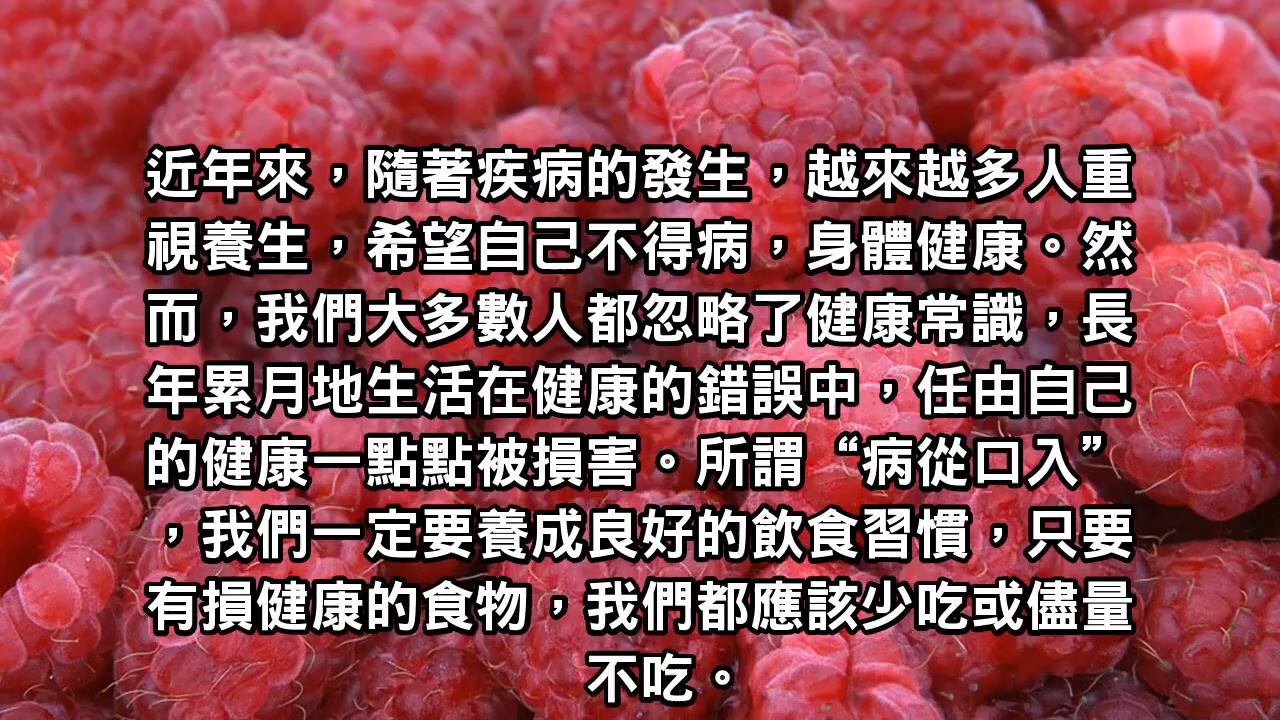 近年來，隨著疾病的發生，越來越多人重
視養生，希望自己不得病，身體健康。然
而，我們大多數人都忽略了健康常識，長
年累月地生活在健康的錯誤中，任由自己
的健康一點點被損害。所謂“病從口入”
，我們一定要養成良好的飲食習慣，只要
有損健康的食物，我們都應該少吃或儘量
不吃。